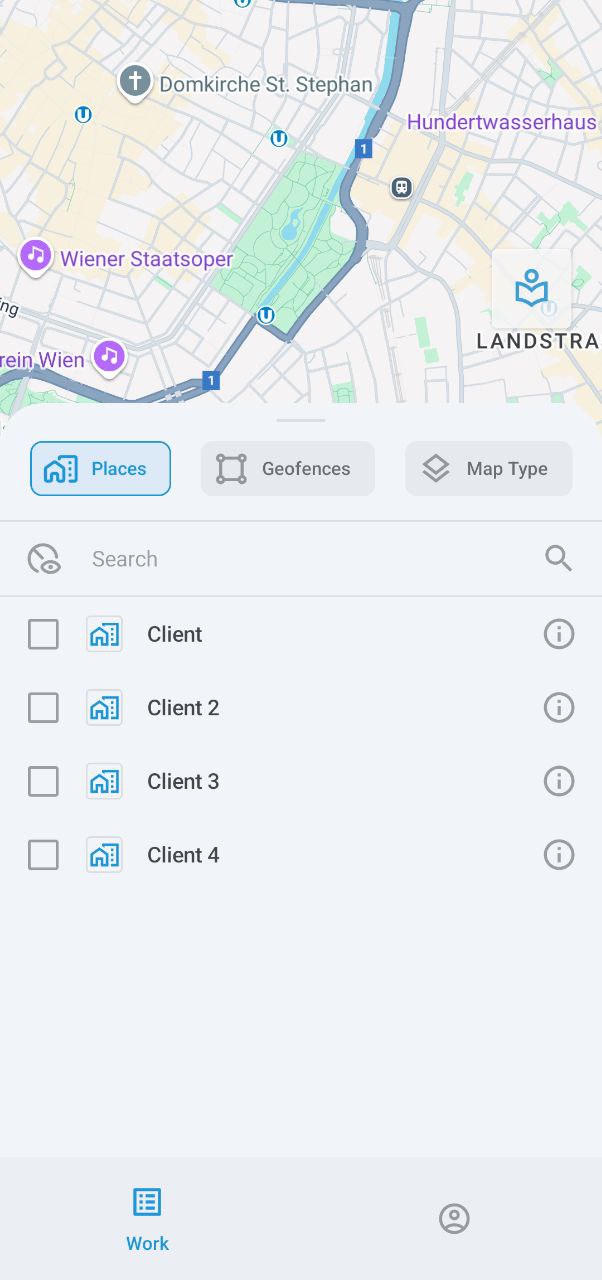 Domkirche St. Stephan
Hundertwasserhaus
1
Wiener Staatsoper
ing
LANDSTRA
rein Wien
1
Places
Geofences
Map Type
Search
Client
Client 2
Client 3
Client 4
Work